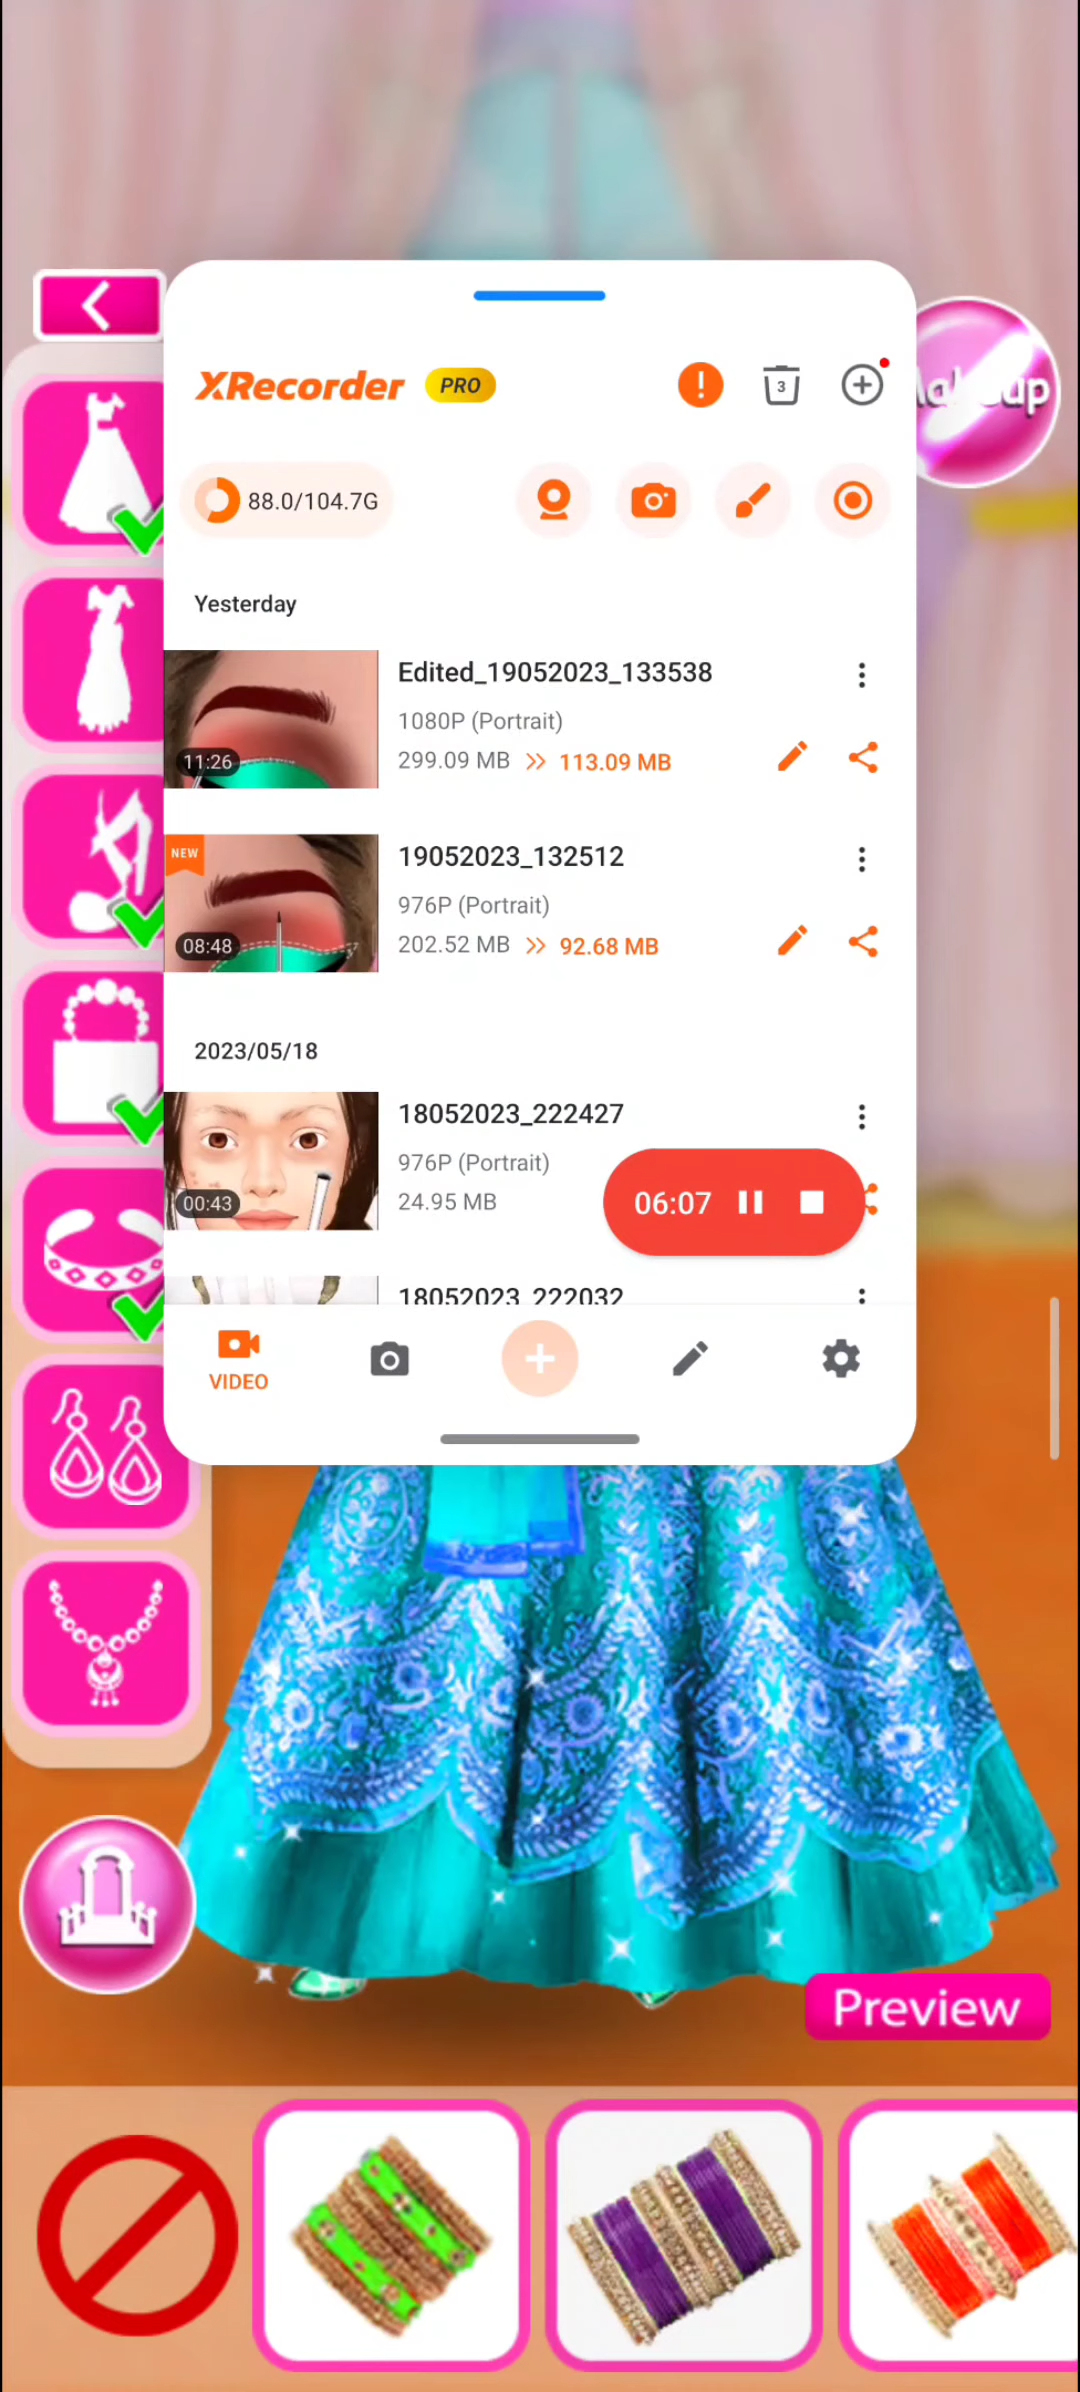 XRecorder PRO
3
Makeup
88.0/104.7G
Yesterday
Edited_19052023_133538
1080P (Portrait)
11:26
299.09 MB >> 113.09 MB
NEW
19052023_132512
976P (Portrait)
08:48
202.52 MB >> 92.68 MB
2023/05/18
18052023_222427
976P (Portrait)
00:43
24.95 MB
06:07
18052023_222032
VIDEO
Preview